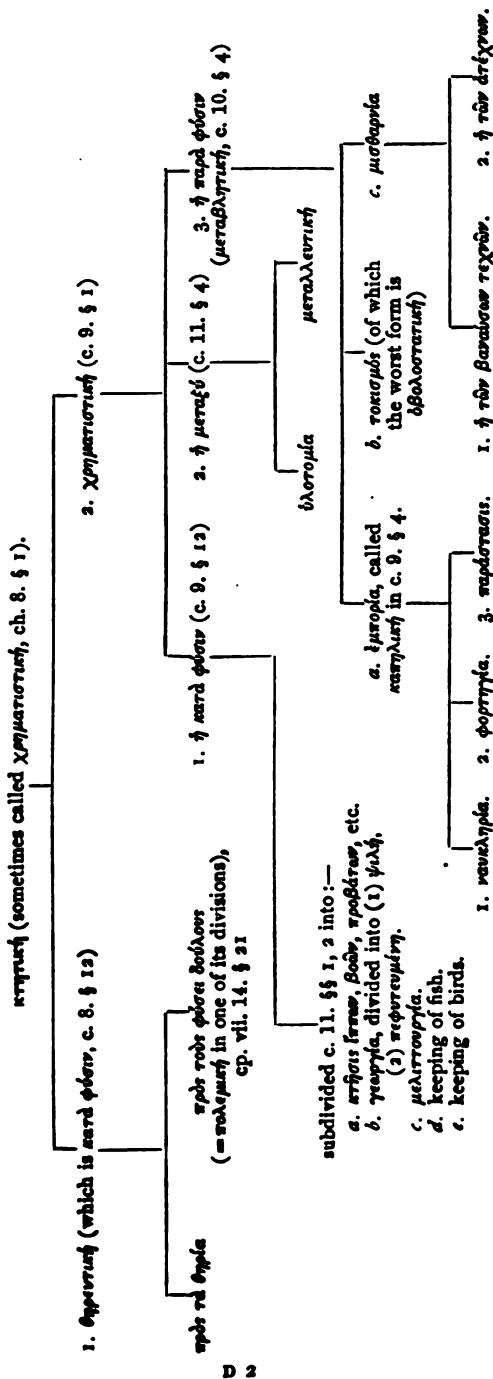 κτητική (sometimes called χρηματιστική, ch. 8. § 1).
1. θηρευτική (which is κατὰ φύσιν, c. 8. § 12)
2. χρηματιστική (c. 9. § 1)
πρὸς τὰ θηρία
πρὸς τοὺς φύσει δούλους
(=πολεμική in one of its divisions),
cp. vii. 14. § 21
1. ἡ κατὰ φύσιν (c. 9. § 12)
2. ἡ μεταξύ (c. 11. § 4)
3. ἡ παρὰ φύσιν
(μεταβλητική, c. 10. § 4)
subdivided c. 11. §§ 1, 2 into:—
a. κτῆσις ἵππων, βοῶν, προβάτων, etc.
b. γεωργία, divided into (1) ψιλή,
(2) πεφυτευμένη.
c. μελιττουργία.
d. keeping of fish.
e. keeping of birds.
ὑλοτομία
μεταλλευτική
a. ἐμπορία, called
καπηλική in c. 9. § 4.
b. τοκισμός (of which
the worst form is
ὀβολοστατική)
c. μισθαρνία
1. ναυκληρία.
2. φορτηγία.
3. παράστασις.
1. ἡ τῶν βαναύσων τεχνῶν.
2. ἡ τῶν ἀτέχνων.
D 2